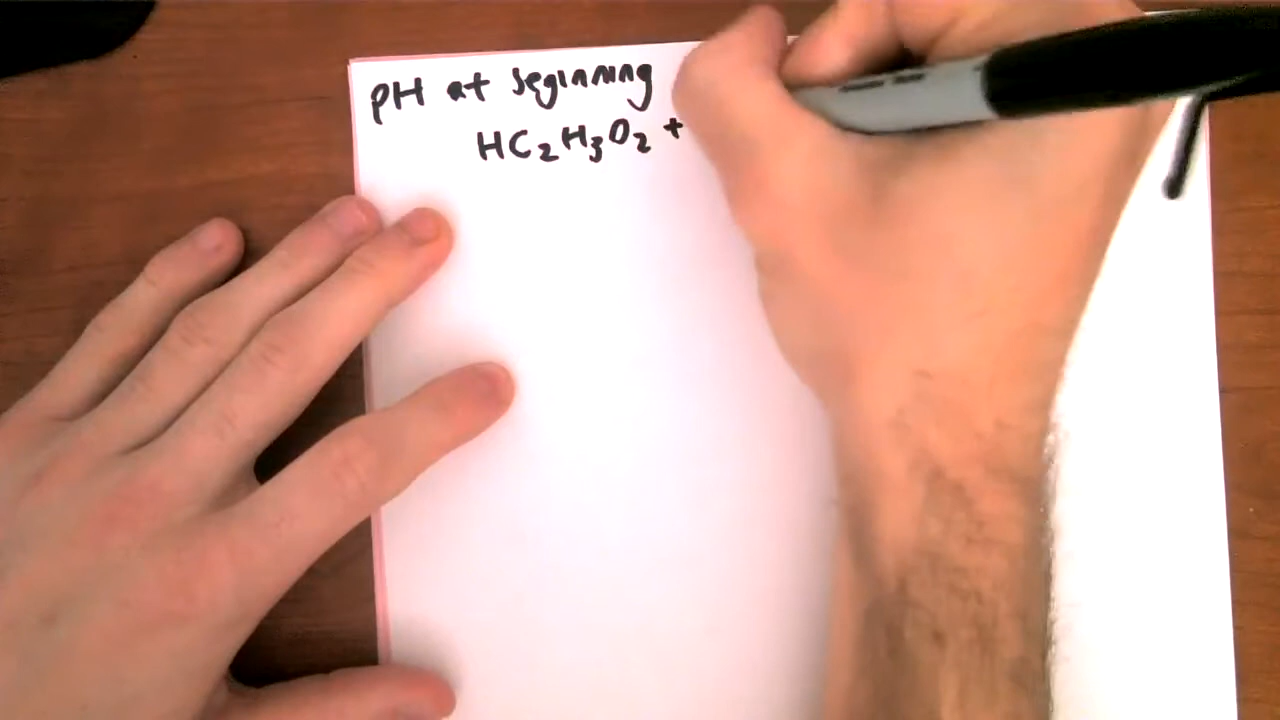 pH at beginning
HC₂H₃O₂ +